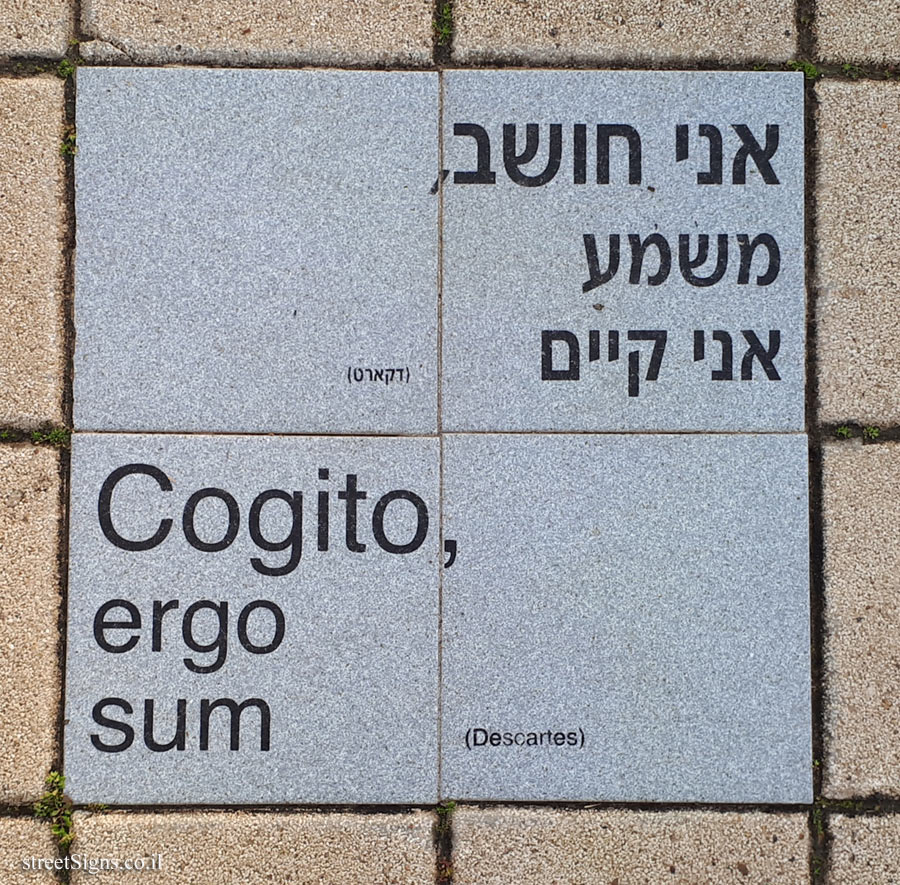 אני חושב,
משמע
אני קיים
(דקארט)
Cogito,
ergo
sum
(Descartes)
streetSigns.co.il